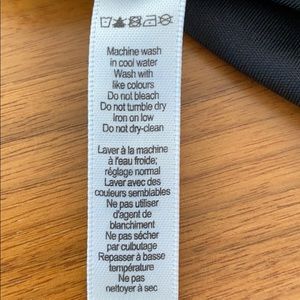 Machine wash
in cool water
Wash with
like colours
Do not bleach
Do not tumble dry
Iron on low
Do not dry-clean
Laver à la machine
à l'eau froide;
réglage normal
Laver avec des
couleurs semblables
Ne pas utiliser
d'agent de
blanchiment
Ne pas sécher
par culbutage
Repasser à basse
température
Ne pas
nettoyer à sec